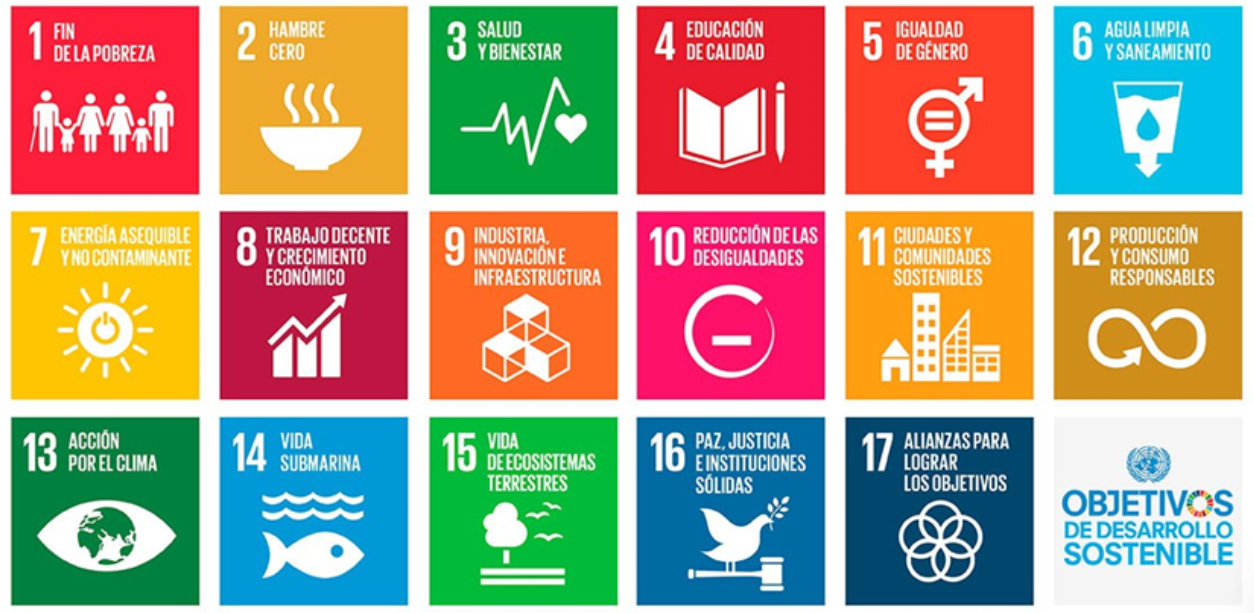 1 FIN
DE LA POBREZA
2 HAMBRE
CERO
3 SALUD
Y BIENESTAR
4 EDUCACIÓN
DE CALIDAD
5 IGUALDAD
DE GÉNERO
6 AGUA LIMPIA
Y SANEAMIENTO
7 ENERGÍA ASEQUIBLE
Y NO CONTAMINANTE
8 TRABAJO DECENTE
Y CRECIMIENTO
ECONÓMICO
9 INDUSTRIA,
INNOVACIÓN E
INFRAESTRUCTURA
10 REDUCCIÓN DE LAS
DESIGUALDADES
11 CIUDADES Y
COMUNIDADES
SOSTENIBLES
12 PRODUCCIÓN
Y CONSUMO
RESPONSABLES
13 ACCIÓN
POR EL CLIMA
14 VIDA
SUBMARINA
15 VIDA
DE ECOSISTEMAS
TERRESTRES
16 PAZ, JUSTICIA
E INSTITUCIONES
SÓLIDAS
17 ALIANZAS PARA
LOGRAR
LOS OBJETIVOS
OBJETIVOS
DE DESARROLLO
SOSTENIBLE